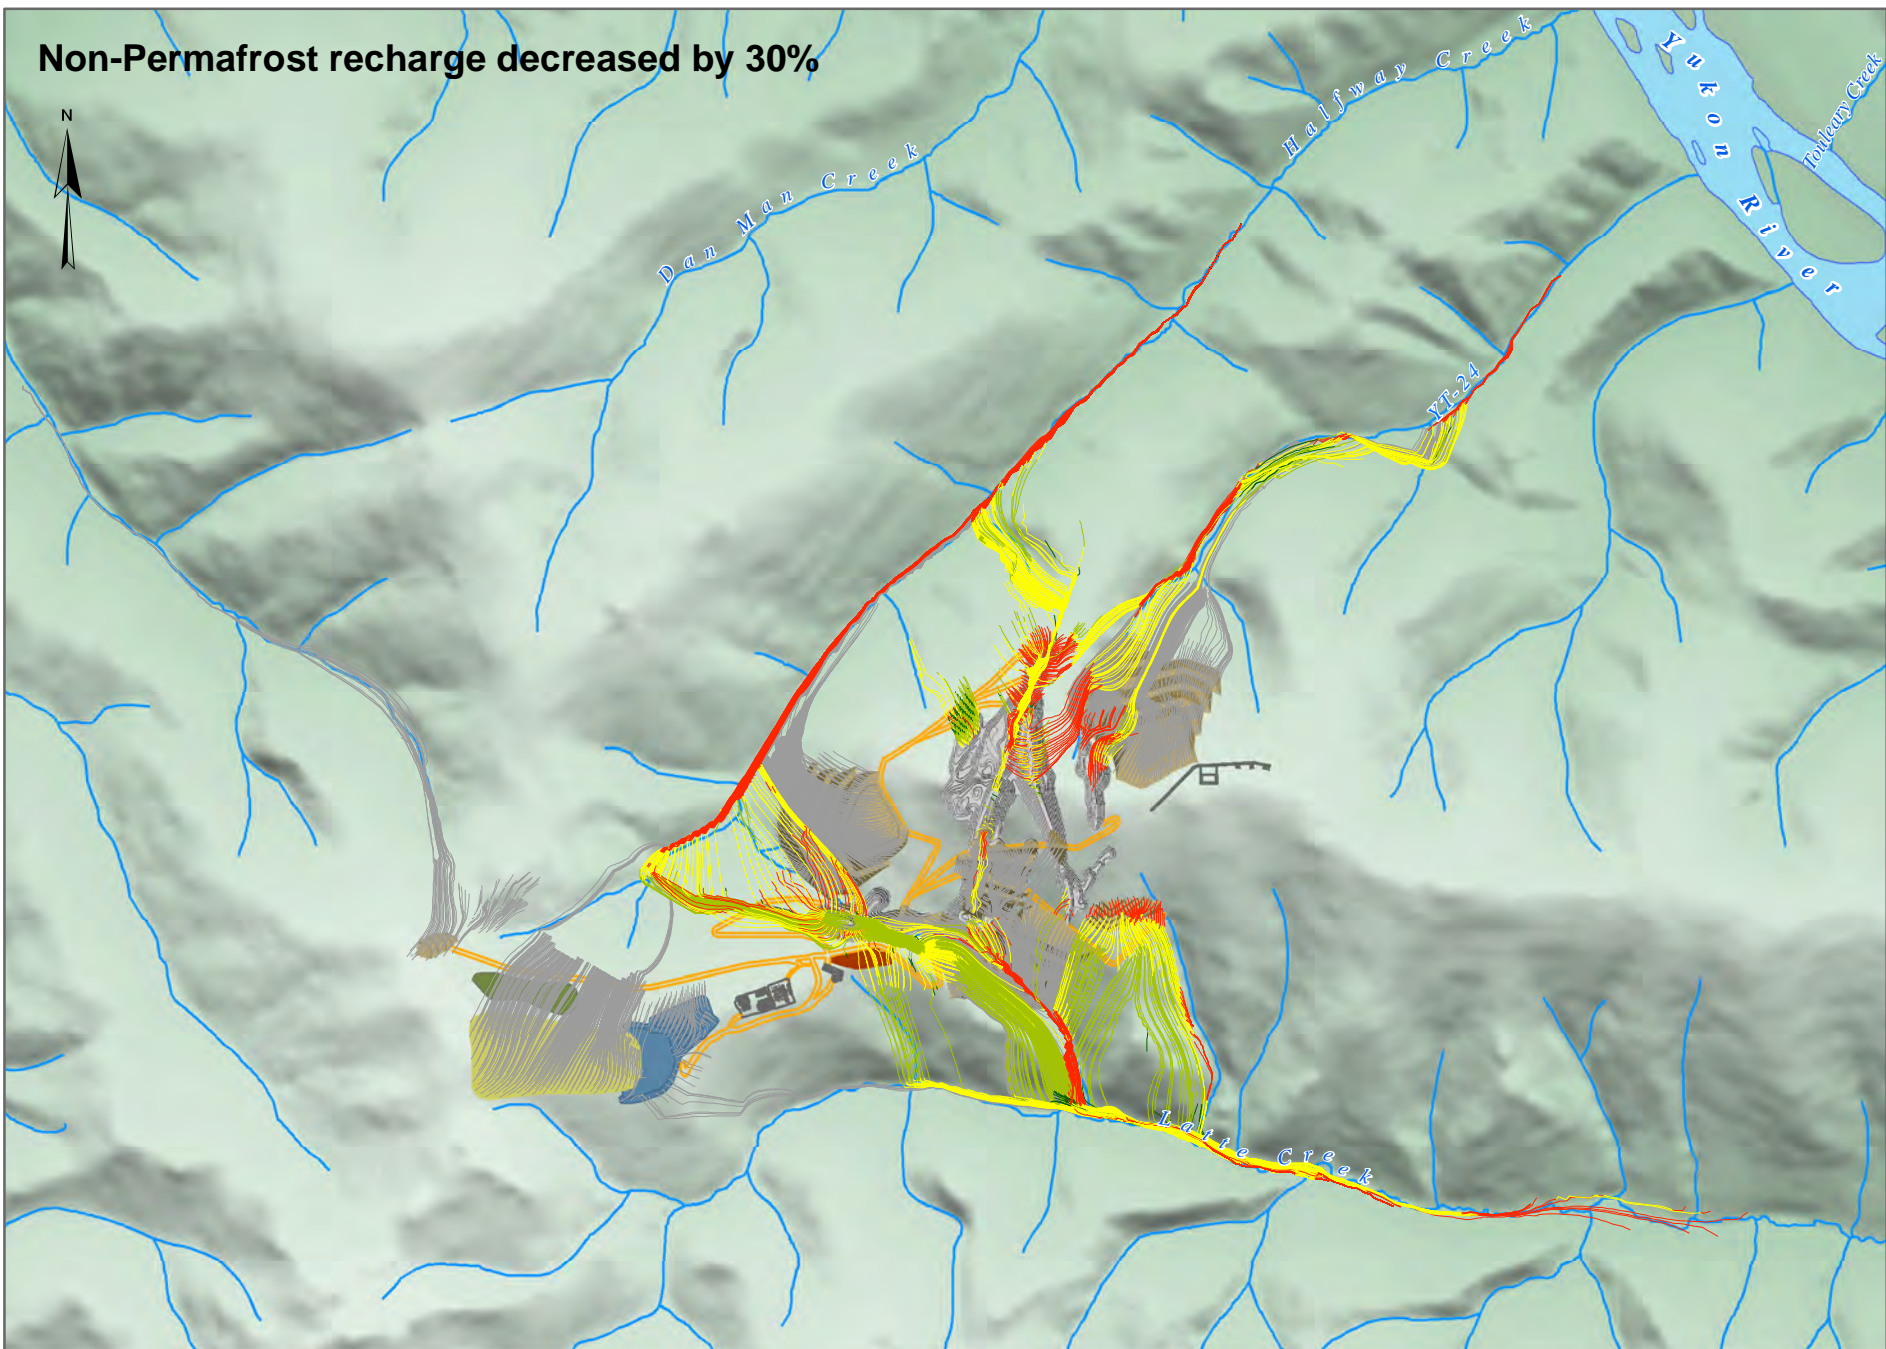 Non-Permafrost recharge decreased by 30%
N
Dan Man Creek
Halfway Creek
Yukon River
Touleary Creek
YT-24
Latte Creek